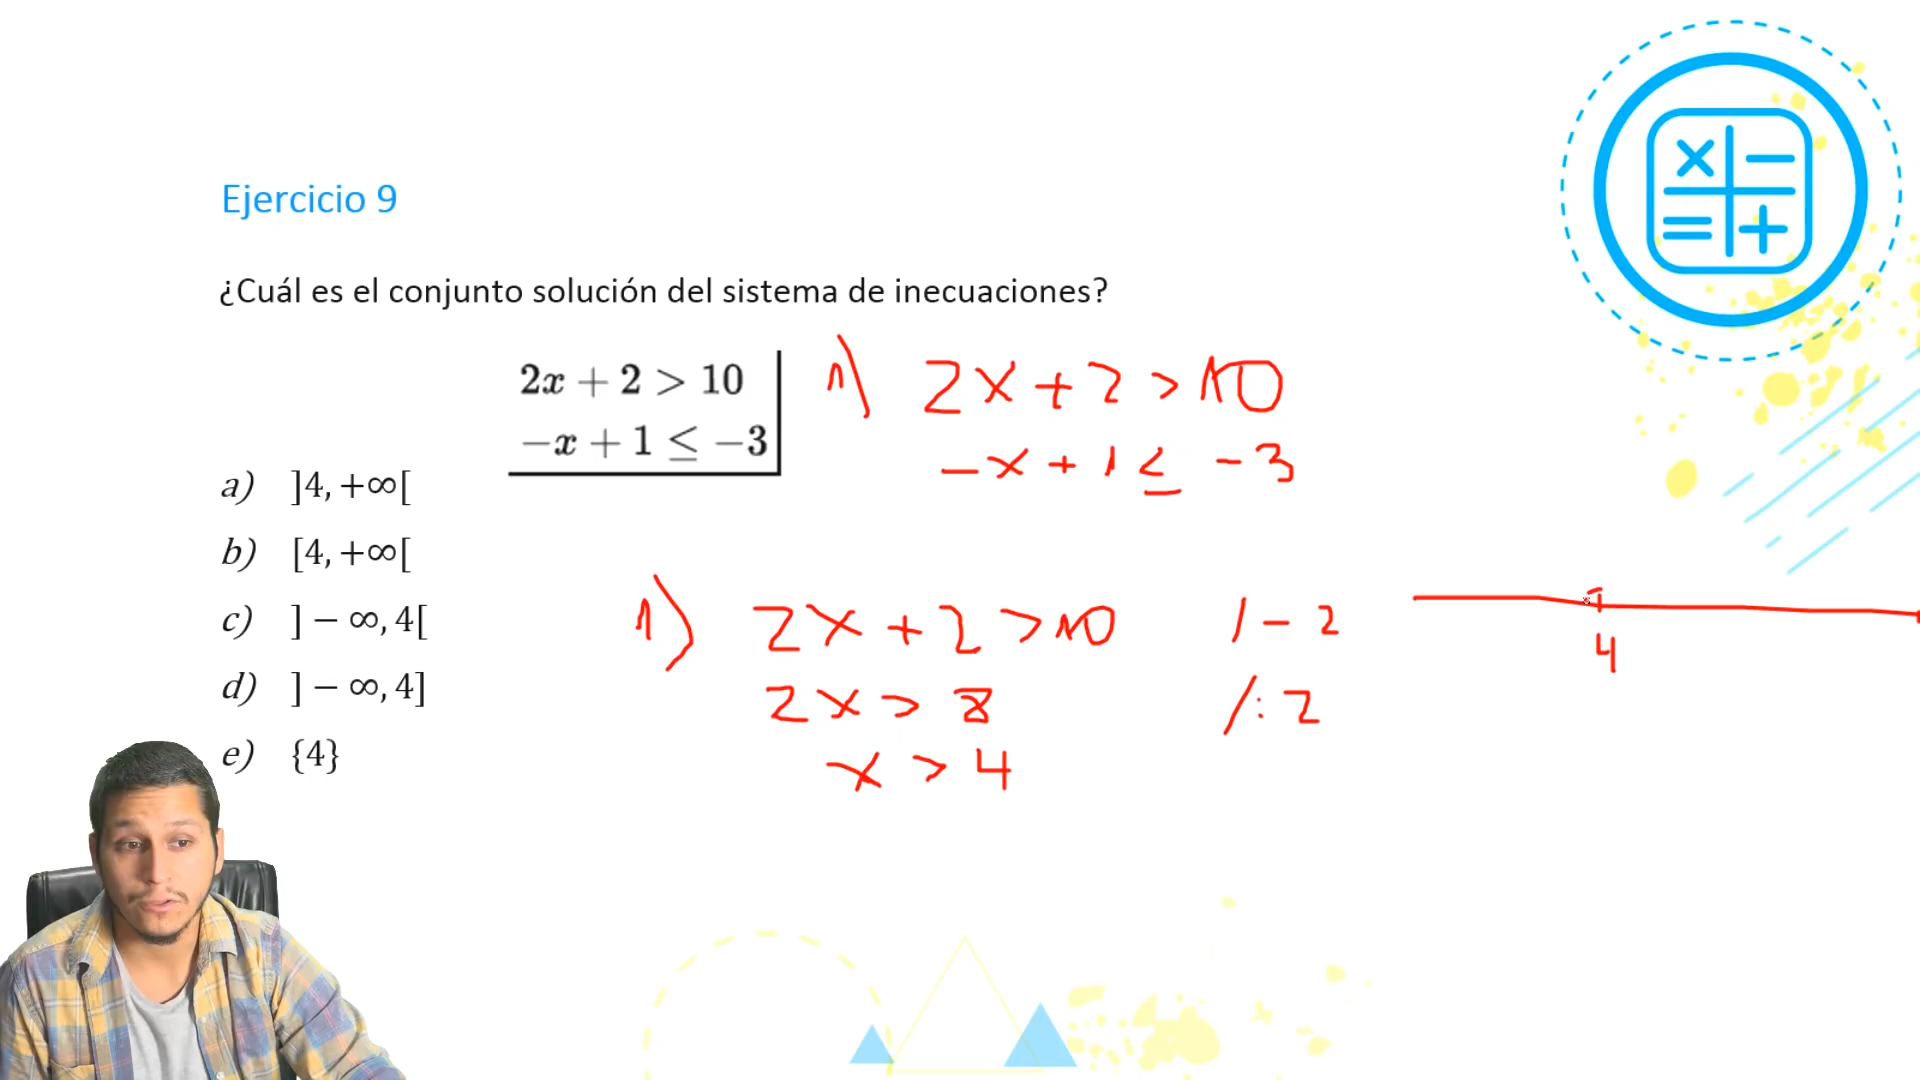 Ejercicio 9
¿Cuál es el conjunto solución del sistema de inecuaciones?
2x + 2 > 10
−x + 1 ≤ −3
a) ]4, +∞[
b) [4, +∞[
c) ]− ∞, 4[
d) ]− ∞, 4]
e) {4}
1) 2x + 2 > 10
−x + 1 ≤ −3
1) 2x + 2 > 10 / − 2
2x > 8 / : 2
x > 4
4